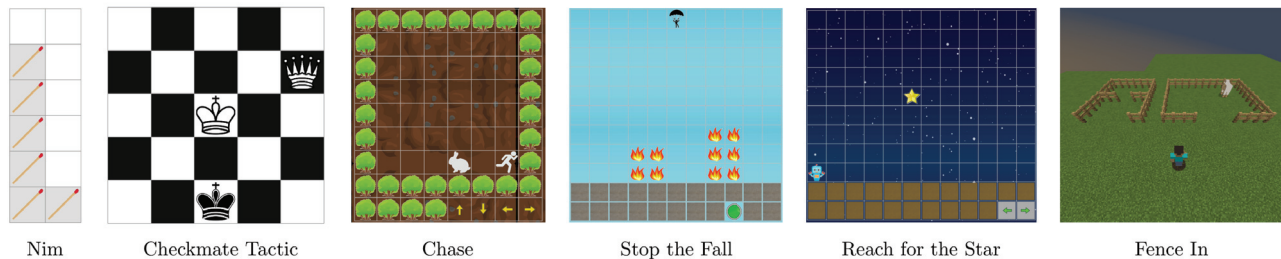 Nim
Checkmate Tactic
Chase
Stop the Fall
Reach for the Star
Fence In